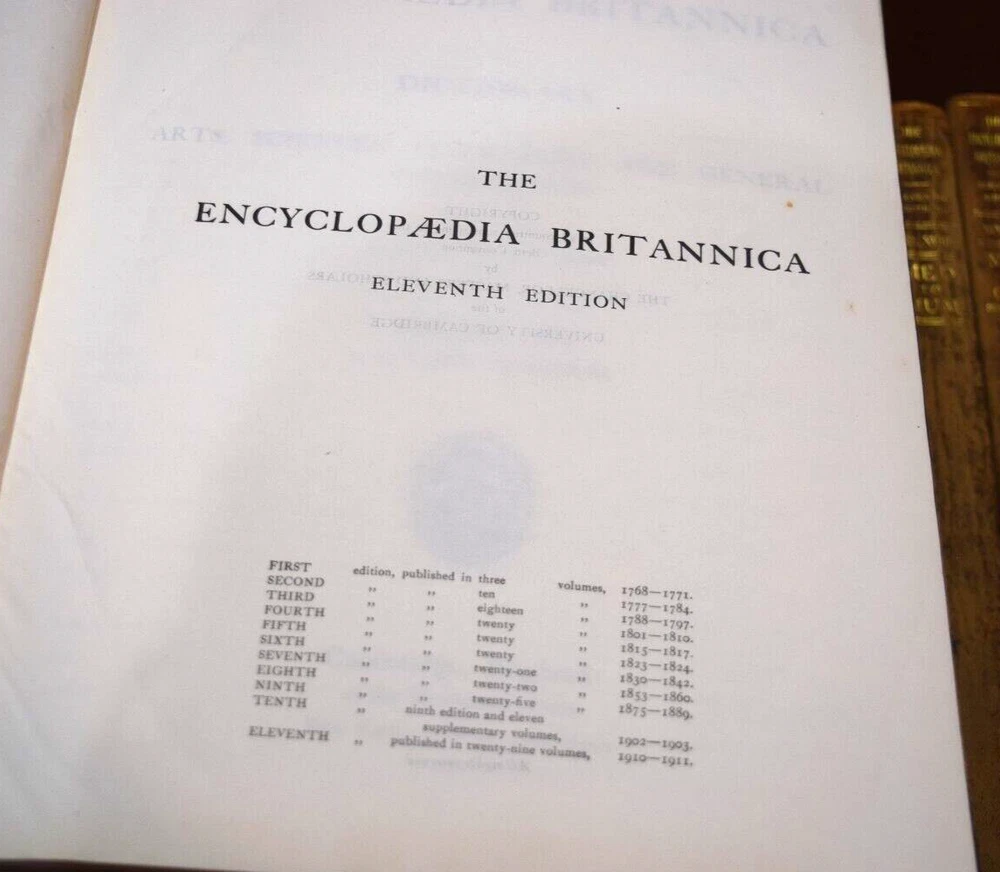 THE
ENCYCLOPÆDIA BRITANNICA
ELEVENTH EDITION
FIRST edition, published in three volumes, 1768—1771.
SECOND ,, ,, ten ,, 1777—1784.
THIRD ,, ,, eighteen ,, 1788—1797.
FOURTH ,, ,, twenty ,, 1801—1810.
FIFTH ,, ,, twenty ,, 1815—1817.
SIXTH ,, ,, twenty ,, 1823—1824.
SEVENTH ,, ,, twenty-one ,, 1830—1842.
EIGHTH ,, ,, twenty-two ,, 1853—1860.
NINTH ,, ,, twenty-five ,, 1875—1889.
TENTH ,, ninth edition and eleven
supplementary volumes, 1902—1903.
ELEVENTH ,, published in twenty-nine volumes, 1910—1911.